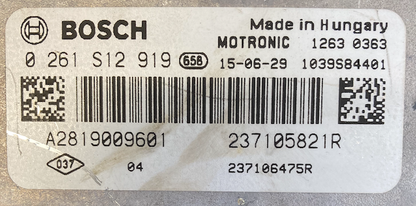 BOSCH Made in Hungary
MOTRONIC 1263 0363
0 261 S12 919 658 15-06-29 1039S84401
A2819009601 237105821R
037 04 237106475R